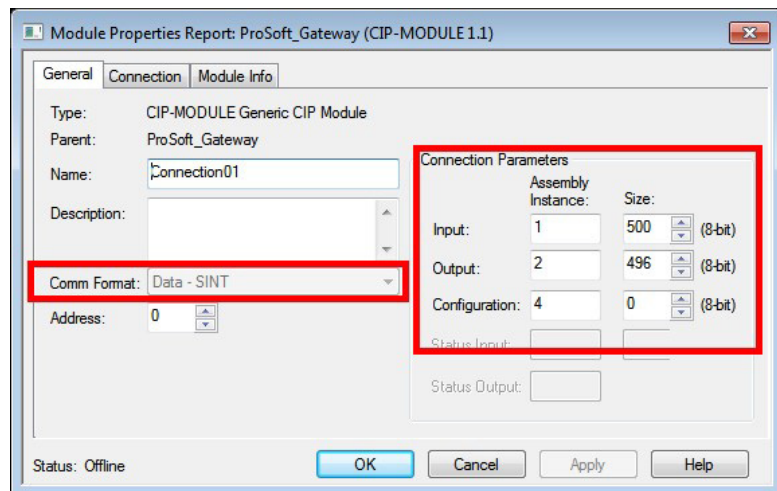 Module Properties Report: ProSoft_Gateway (CIP-MODULE 1.1)
General Connection Module Info
Type: CIP-MODULE Generic CIP Module
Parent: ProSoft_Gateway
Name: Connection01
Description:
Comm Format: Data - SINT
Address: 0
Connection Parameters
Assembly Instance: Size:
Input: 1 500 (8-bit)
Output: 2 496 (8-bit)
Configuration: 4 0 (8-bit)
Status Input:
Status Output:
Status: Offline
OK Cancel Apply Help